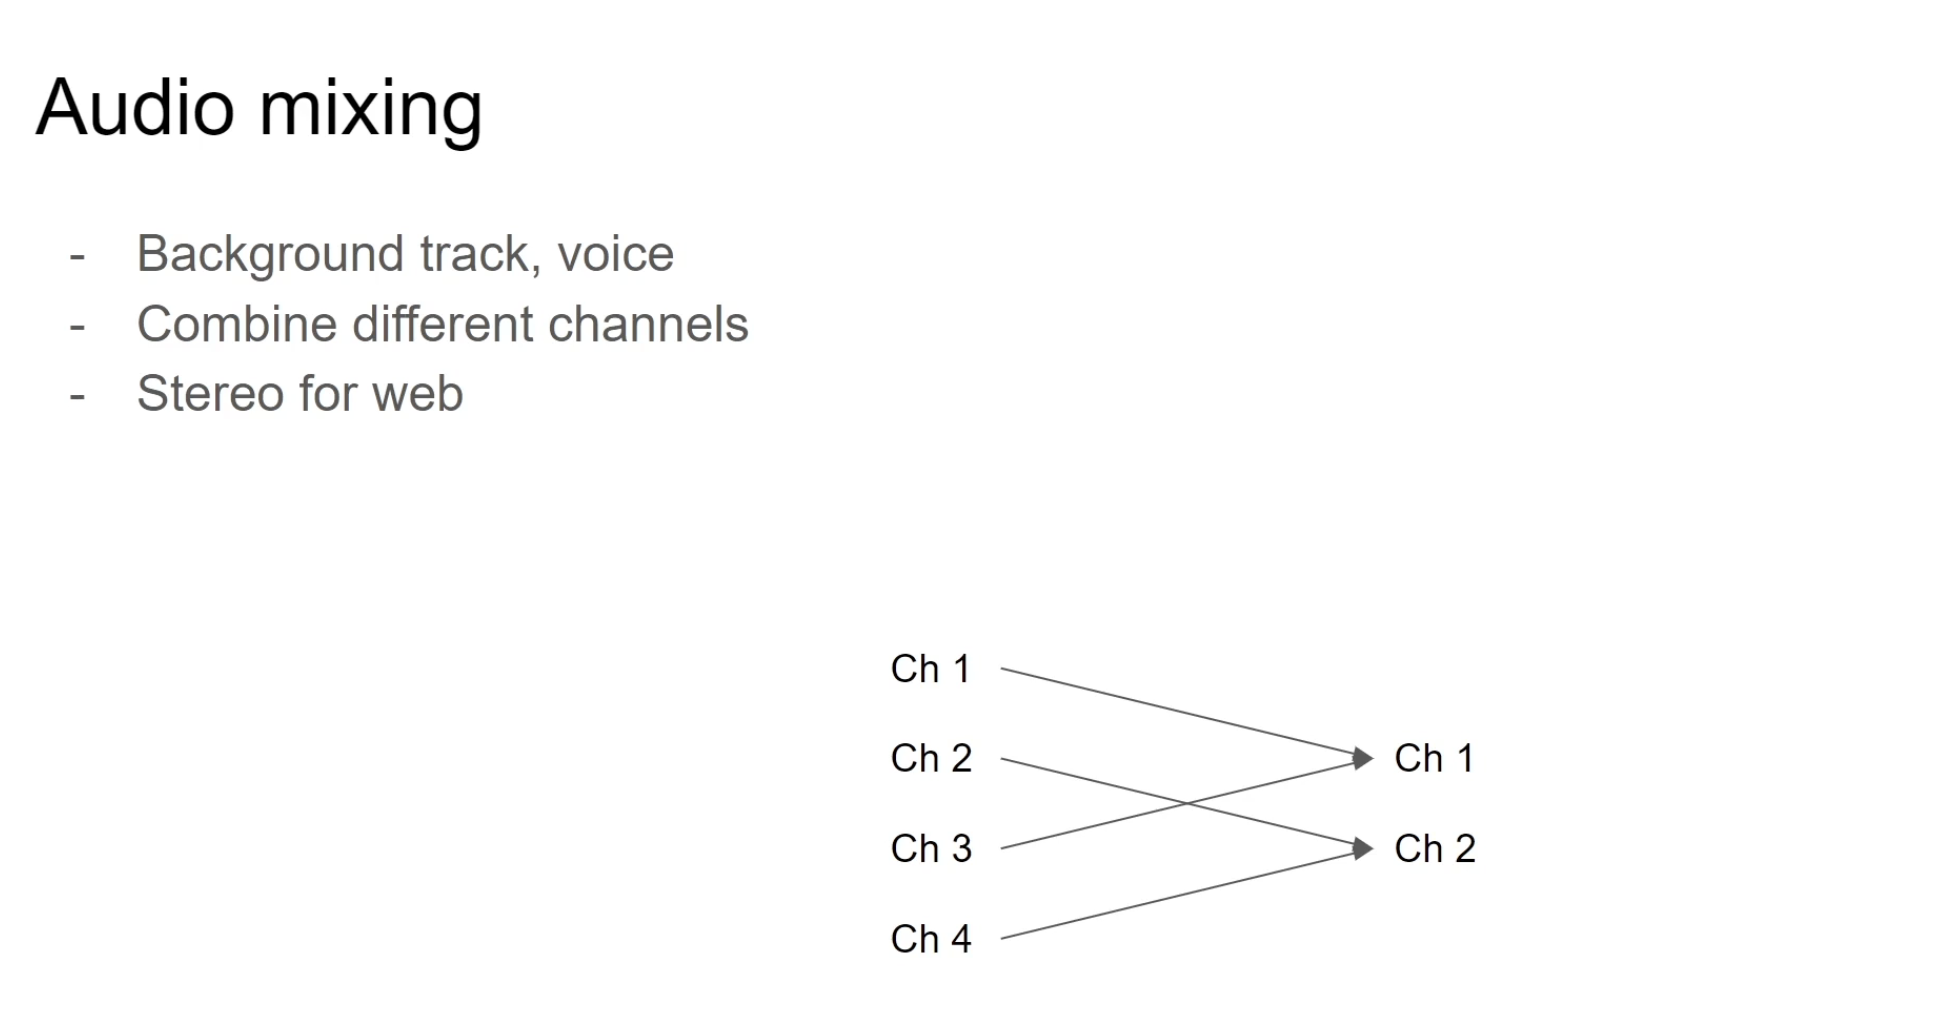 Audio mixing
- Background track, voice
- Combine different channels
- Stereo for web
Ch 1
Ch 2
Ch 3
Ch 4
Ch 1
Ch 2